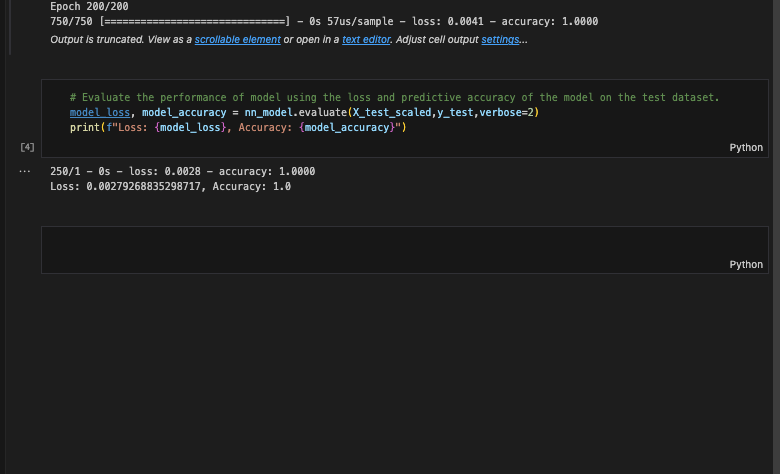 Epoch 200/200
750/750 [==============================] - 0s 57us/sample - loss: 0.0041 - accuracy: 1.0000
Output is truncated. View as a scrollable element or open in a text editor. Adjust cell output settings...
# Evaluate the performance of model using the loss and predictive accuracy of the model on the test dataset.
model_loss, model_accuracy = nn_model.evaluate(X_test_scaled,y_test,verbose=2)
print(f"Loss: {model_loss}, Accuracy: {model_accuracy}")
[4]
Python
...
250/1 - 0s - loss: 0.0028 - accuracy: 1.0000
Loss: 0.00279268835298717, Accuracy: 1.0
Python